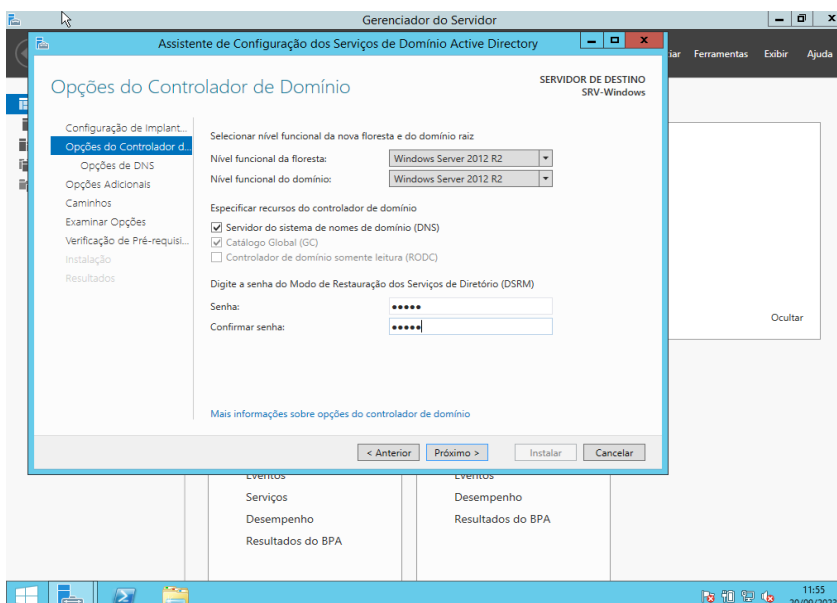 Gerenciador do Servidor
Assistente de Configuração dos Serviços de Domínio Active Directory
Ferramentas Exibir Ajuda
Opções do Controlador de Domínio
SERVIDOR DE DESTINO
SRV-Windows
Configuração de Implant...
Opções do Controlador d...
Opções de DNS
Opções Adicionais
Caminhos
Examinar Opções
Verificação de Pré-requisi...
Instalação
Resultados
Selecionar nível funcional da nova floresta e do domínio raiz
Nível funcional da floresta: Windows Server 2012 R2
Nível funcional do domínio: Windows Server 2012 R2
Especificar recursos do controlador de domínio
Servidor do sistema de nomes de domínio (DNS)
Catálogo Global (GC)
Controlador de domínio somente leitura (RODC)
Digite a senha do Modo de Restauração dos Serviços de Diretório (DSRM)
Senha: •••••
Confirmar senha: •••••
Mais informações sobre opções do controlador de domínio
< Anterior Próximo > Instalar Cancelar
Ocultar
Eventos Eventos
Serviços Desempenho
Desempenho Resultados do BPA
Resultados do BPA
11:55